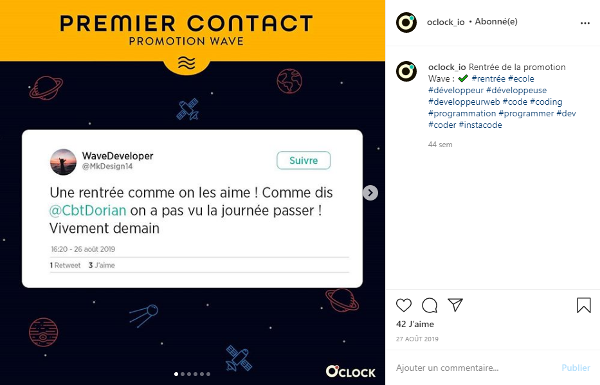 PREMIER CONTACT
PROMOTION WAVE
WaveDeveloper
@MkDesign14
Suivre
Une rentrée comme on les aime ! Comme dis
@CbtDorian on a pas vu la journée passer !
Vivement demain
16:20 - 26 août 2019
1 Retweet 3 J'aime
O'CLOCK
oclock_io • Abonné(e)
oclock_io Rentrée de la promotion
Wave : ✔ #rentrée #ecole
#développeur #développeuse
#developpeurweb #code #coding
#programmation #programmer #dev
#coder #instacode
44 sem
42 J'aime
27 AOÛT 2019
Ajouter un commentaire...
Publier